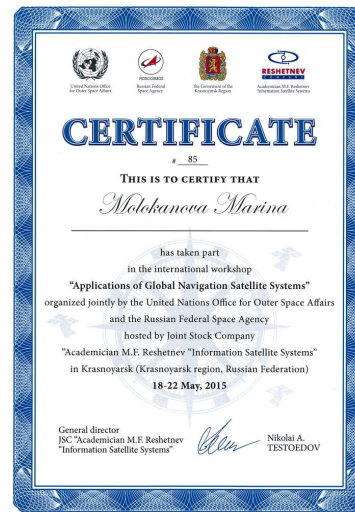 United Nations Office
for Outer Space Affairs
ROSCOSMOS
Russian Federal
Space Agency
The Government of the
Krasnoyarsk Region
RESHETNEV
COMPANY
Academician M.F. Reshetnev
Information Satellite Systems
CERTIFICATE
# 85
THIS IS TO CERTIFY THAT
Molokanova Marina
has taken part
in the international workshop
"Applications of Global Navigation Satellite Systems"
organized jointly by the United Nations Office for Outer Space Affairs
and the Russian Federal Space Agency
hosted by Joint Stock Company
"Academician M.F. Reshetnev "Information Satellite Systems"
in Krasnoyarsk (Krasnoyarsk region, Russian Federation)
18-22 May, 2015
General director
JSC "Academician M.F. Reshetnev
"Information Satellite Systems"
Nikolai A.
TESTOEDOV